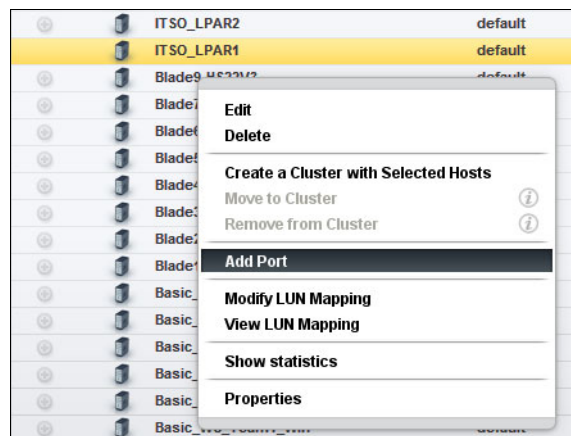 ITSO_LPAR2 default
ITSO_LPAR1 default
Blade9 HS22V2 default
Blade7
Edit
Blade6
Delete
Blade5
Create a Cluster with Selected Hosts
Blade4
Move to Cluster
Blade3
Remove from Cluster
Blade2
Blade1
Add Port
Basic_
Modify LUN Mapping
Basic_
View LUN Mapping
Basic_
Show statistics
Basic_
Basic_
Properties
Basic_